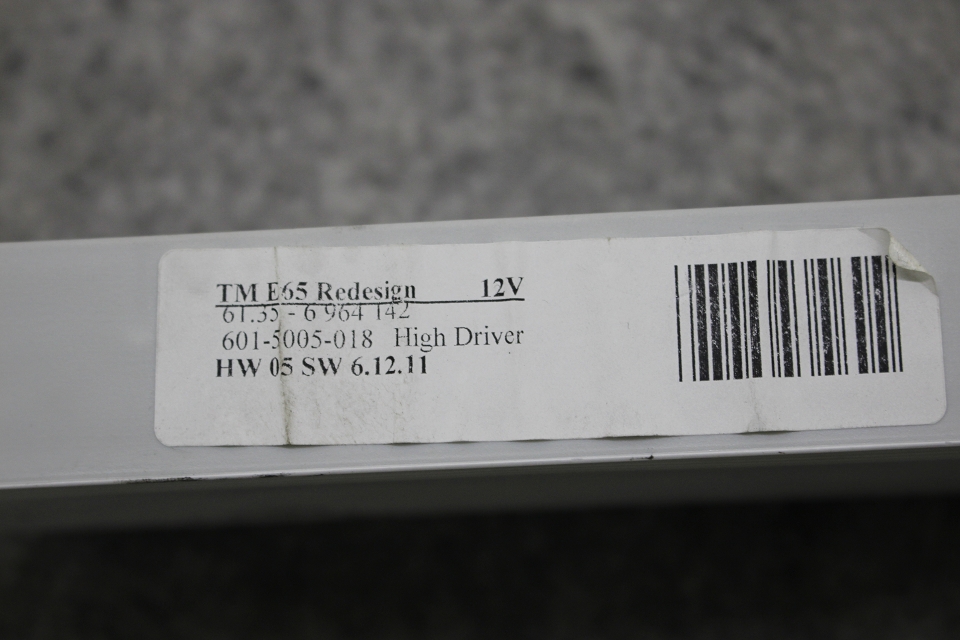 TM E65 Redesign 12V
61.35 - 6 964 142
601-5005-018 High Driver
HW 05 SW 6.12.11